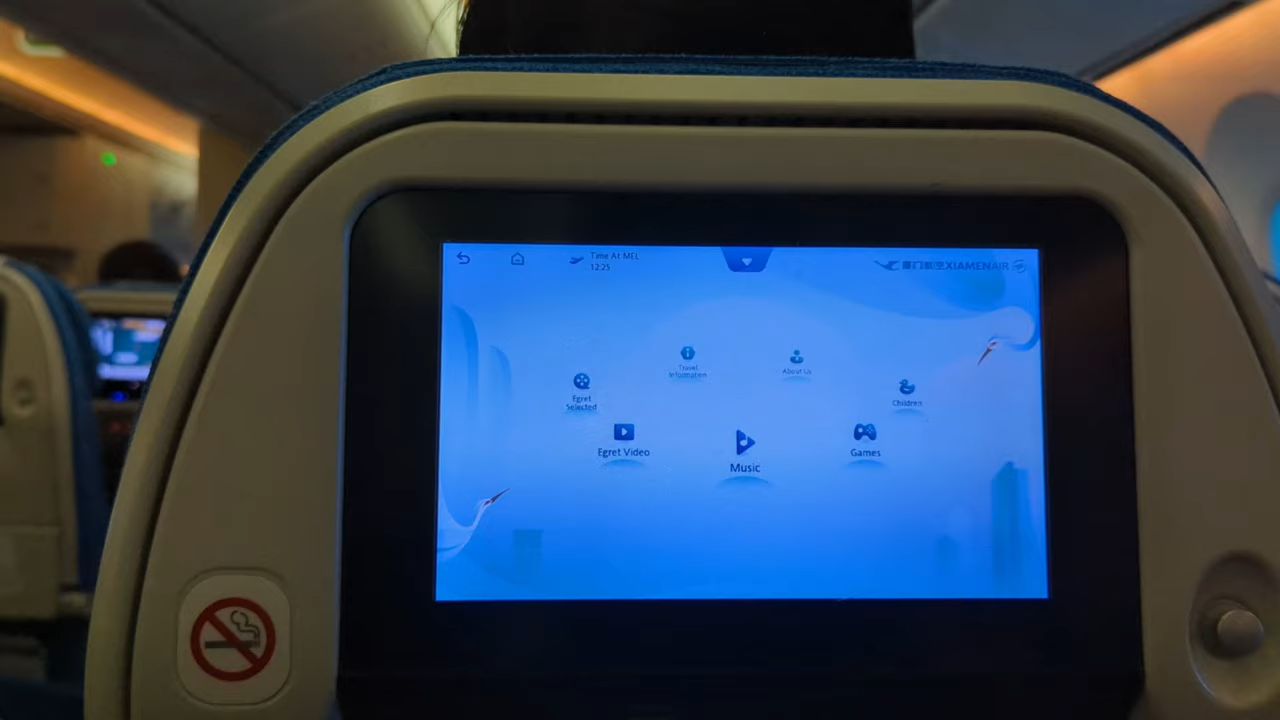 Time At MEL
12:25
厦门航空XIAMENAIR
Travel
Information
About Us
Egret
Selected
Children
Egret Video
Music
Games